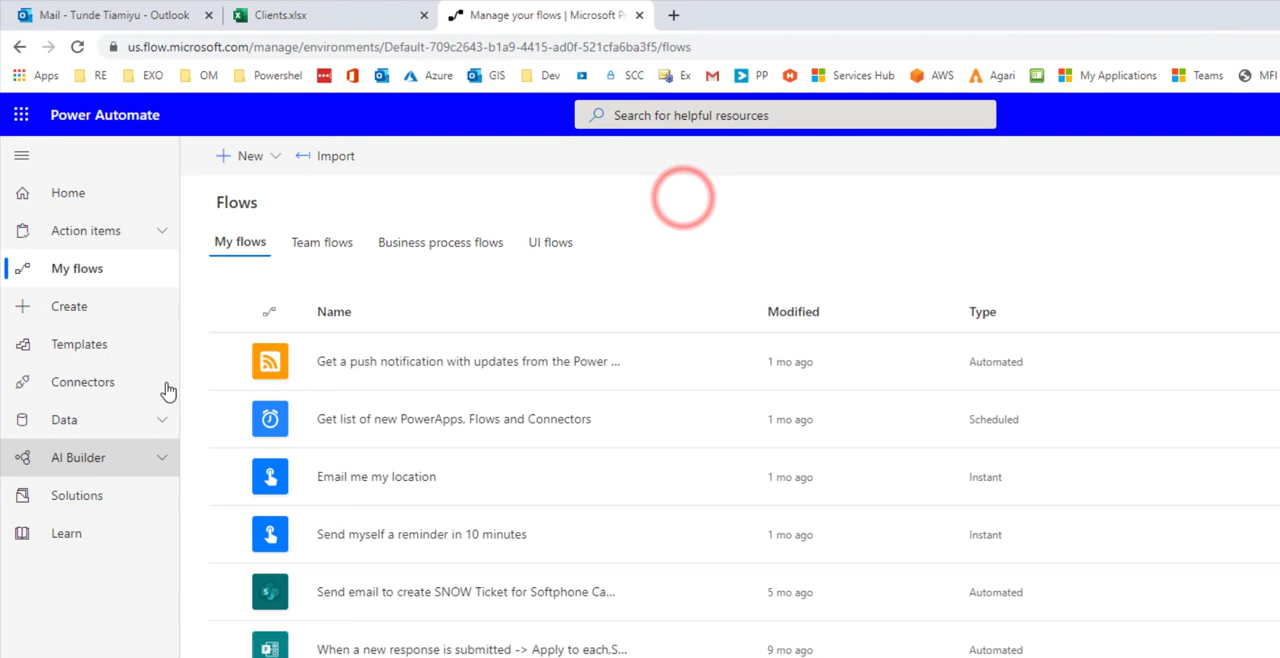 Mail - Tunde Tiamiyu - Outlook
Clients.xlsx
Manage your flows | Microsoft Po
us.flow.microsoft.com/manage/environments/Default-709c2643-b1a9-4415-ad0f-521cfa6ba3f5/flows
Apps RE EXO OM Powershel Azure GIS Dev SCC Ex PP Services Hub AWS Agari My Applications Teams MFI
Power Automate
Search for helpful resources
New
Import
Home
Action items
My flows
Create
Templates
Connectors
Data
AI Builder
Solutions
Learn
Flows
My flows Team flows Business process flows UI flows
Name Modified Type
Get a push notification with updates from the Power ... 1 mo ago Automated
Get list of new PowerApps, Flows and Connectors 1 mo ago Scheduled
Email me my location 1 mo ago Instant
Send myself a reminder in 10 minutes 1 mo ago Instant
Send email to create SNOW Ticket for Softphone Ca... 5 mo ago Automated
When a new response is submitted -> Apply to each,S... 9 mo ago Automated